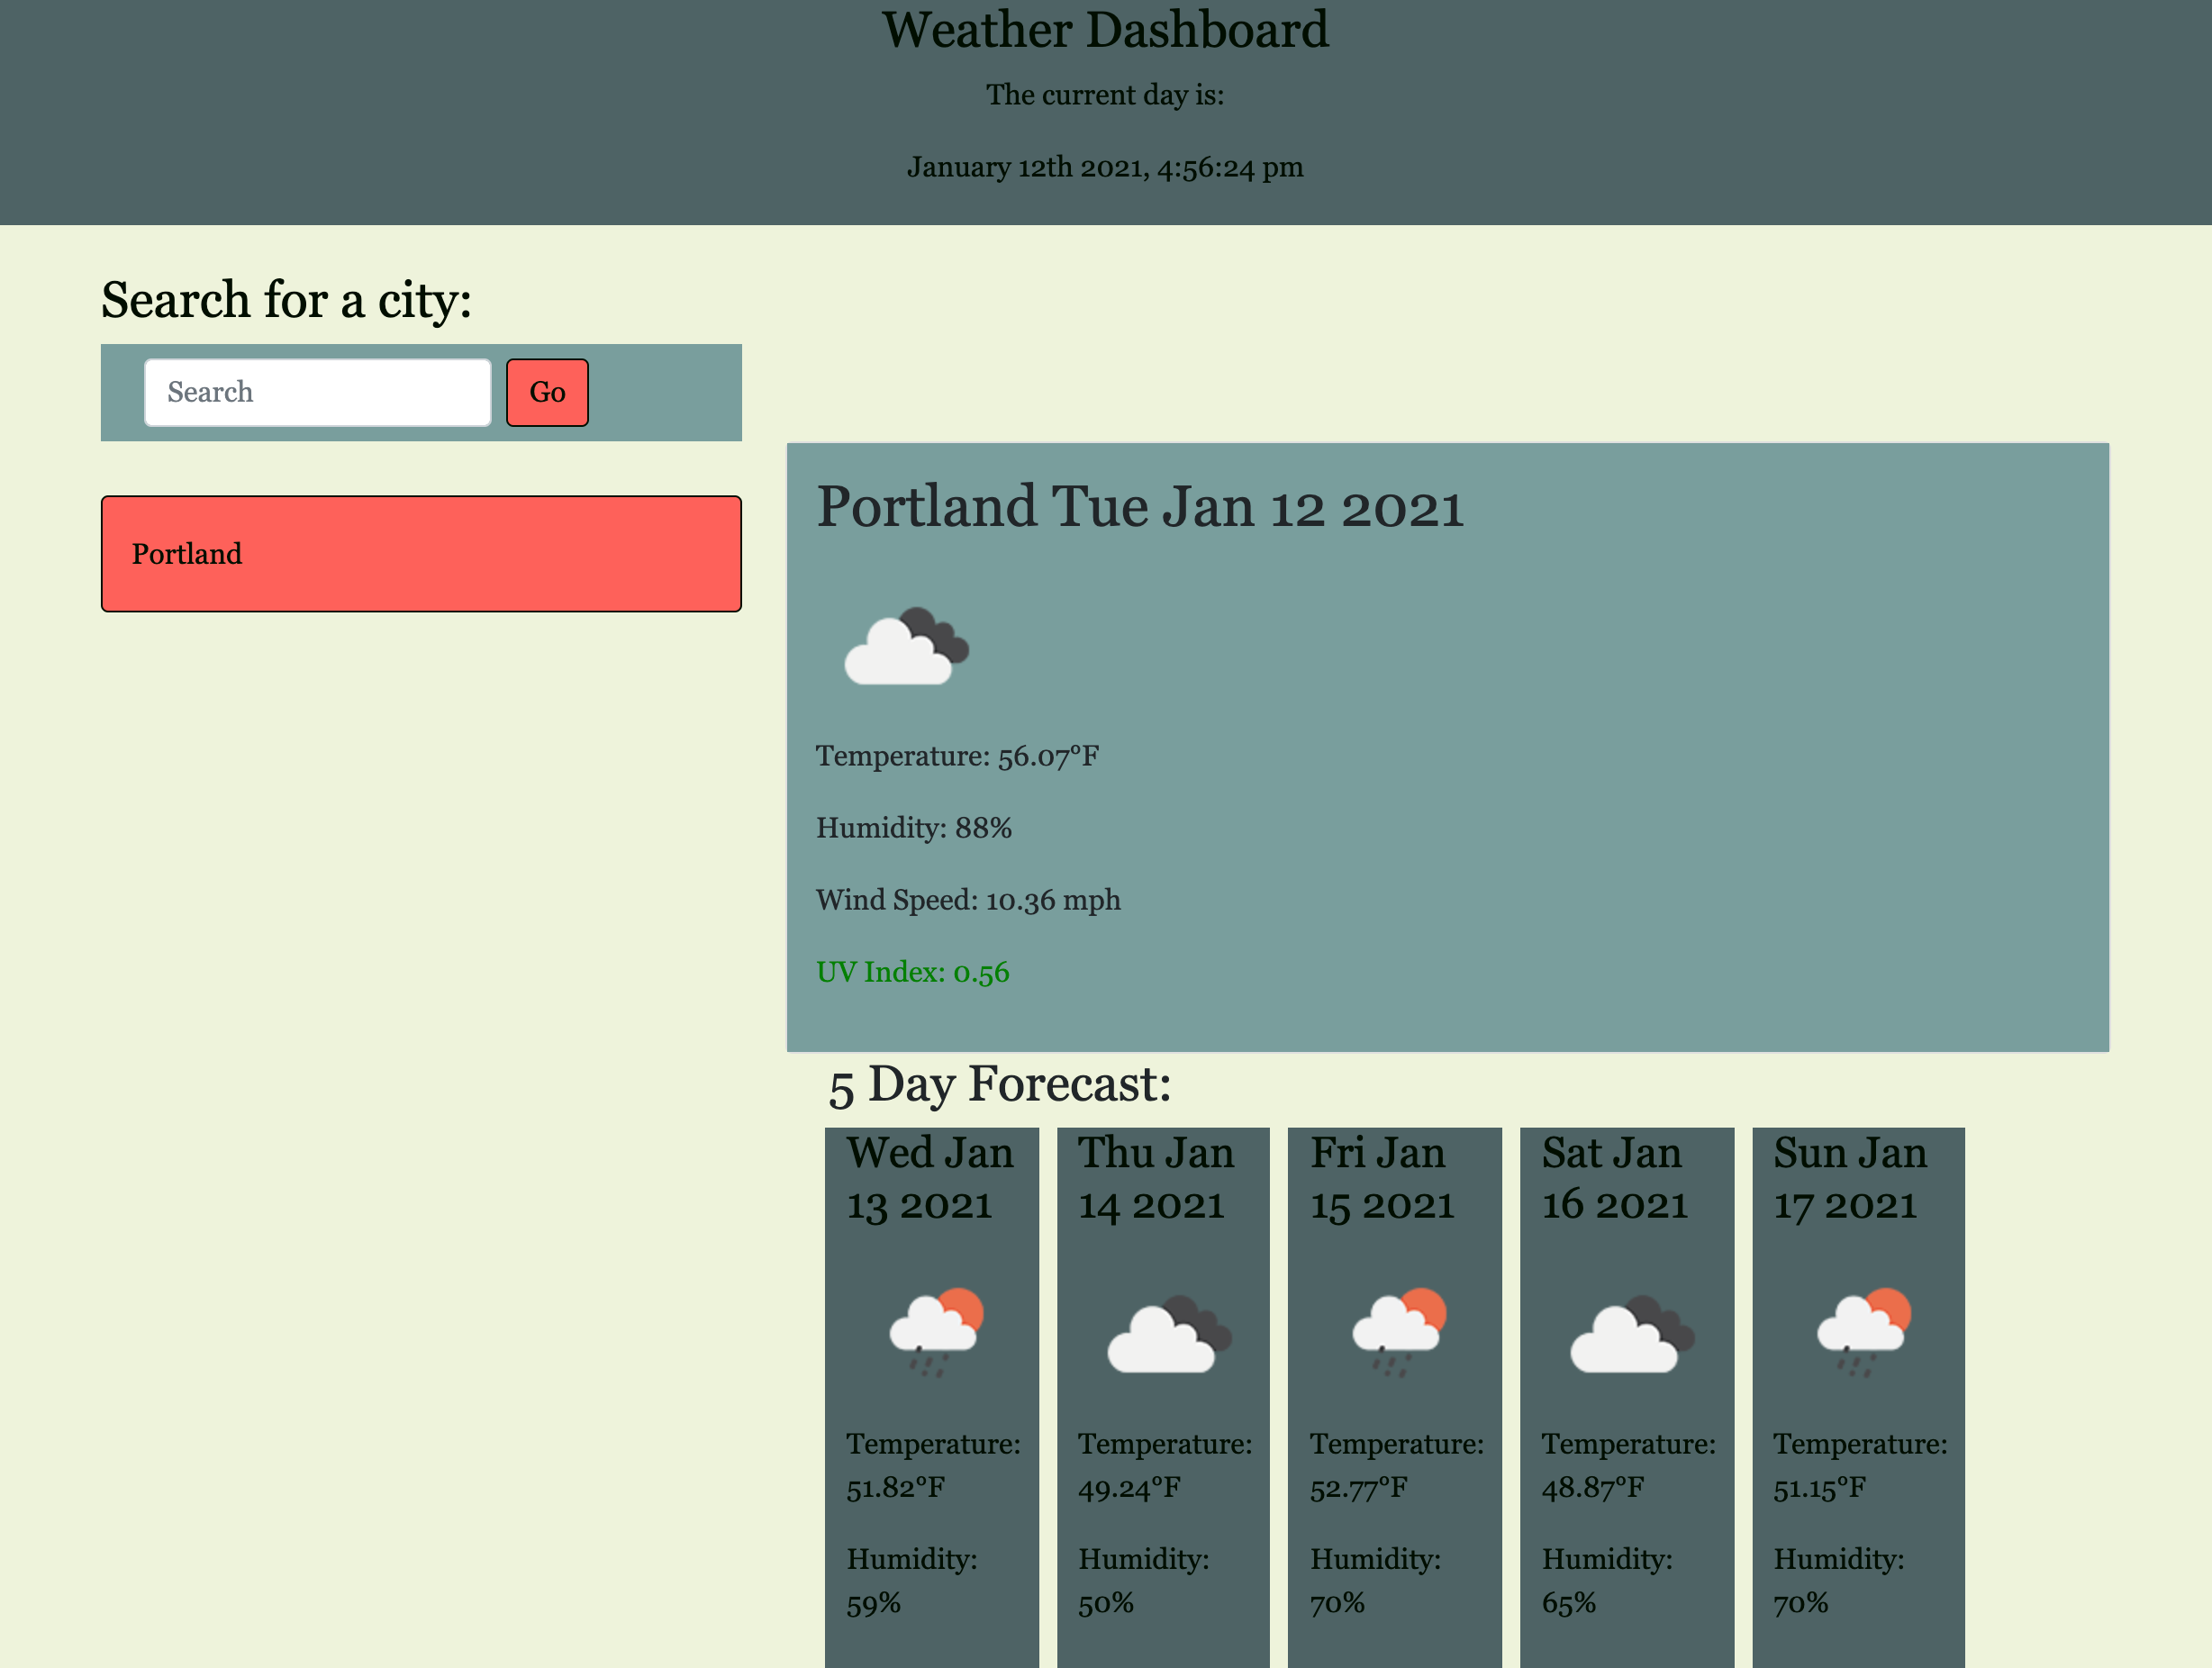 Weather Dashboard
The current day is:
January 12th 2021, 4:56:24 pm
Search for a city:
Search
Go
Portland
Portland Tue Jan 12 2021
Temperature: 56.07°F
Humidity: 88%
Wind Speed: 10.36 mph
UV Index: 0.56
5 Day Forecast:
Wed Jan
13 2021
Temperature:
51.82°F
Humidity:
59%
Thu Jan
14 2021
Temperature:
49.24°F
Humidity:
50%
Fri Jan
15 2021
Temperature:
52.77°F
Humidity:
70%
Sat Jan
16 2021
Temperature:
48.87°F
Humidity:
65%
Sun Jan
17 2021
Temperature:
51.15°F
Humidity:
70%